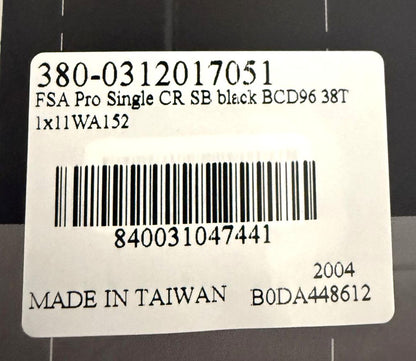 380-0312017051
FSA Pro Single CR SB black BCD96 38T
1x11WA152
840031047441
2004
MADE IN TAIWAN B0DA448612